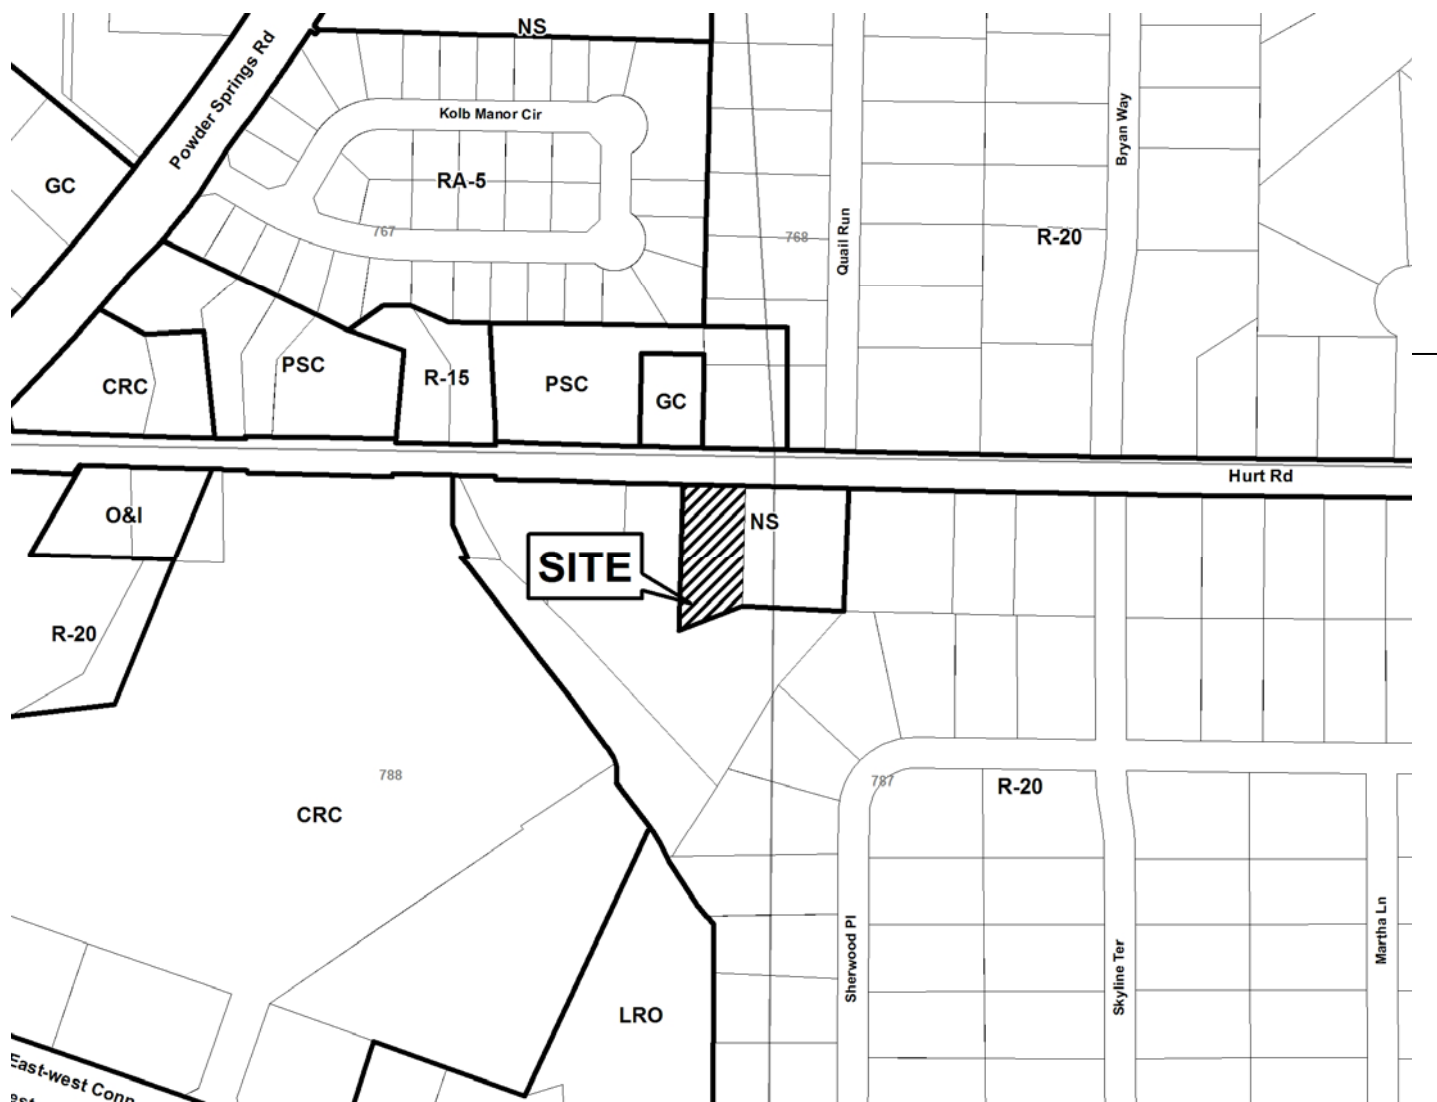 NS
Powder Springs Rd
Kolb Manor Cir
Bryan Way
GC
RA-5
767
768
Quail Run
R-20
PSC
CRC
R-15
PSC
GC
Hurt Rd
O&I
NS
SITE
R-20
788
787
R-20
CRC
Sherwood Pl
Skyline Ter
Martha Ln
LRO
East-west Conn